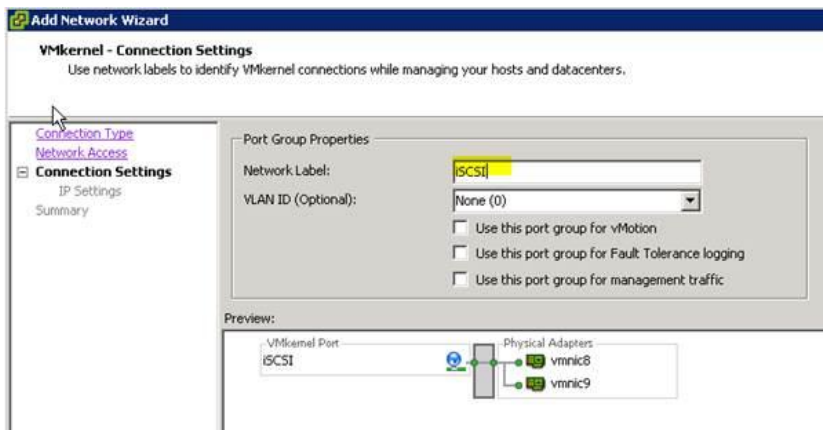 Add Network Wizard
VMkernel - Connection Settings
Use network labels to identify VMkernel connections while managing your hosts and datacenters.
Connection Type
Network Access
Connection Settings
IP Settings
Summary
Port Group Properties
Network Label:
iSCSI
VLAN ID (Optional):
None (0)
Use this port group for vMotion
Use this port group for Fault Tolerance logging
Use this port group for management traffic
Preview:
VMkernel Port
iSCSI
Physical Adapters
vmnic8
vmnic9